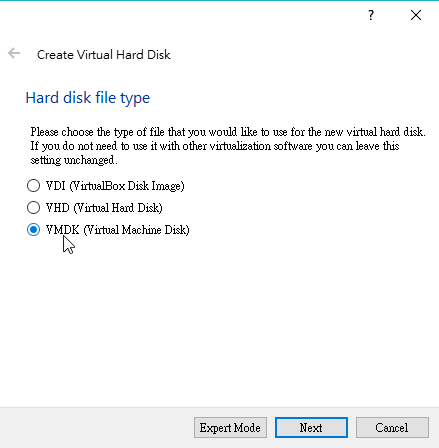 ?
Create Virtual Hard Disk
Hard disk file type
Please choose the type of file that you would like to use for the new virtual hard disk.
If you do not need to use it with other virtualization software you can leave this
setting unchanged.
VDI (VirtualBox Disk Image)
VHD (Virtual Hard Disk)
VMDK (Virtual Machine Disk)
Expert Mode
Next
Cancel